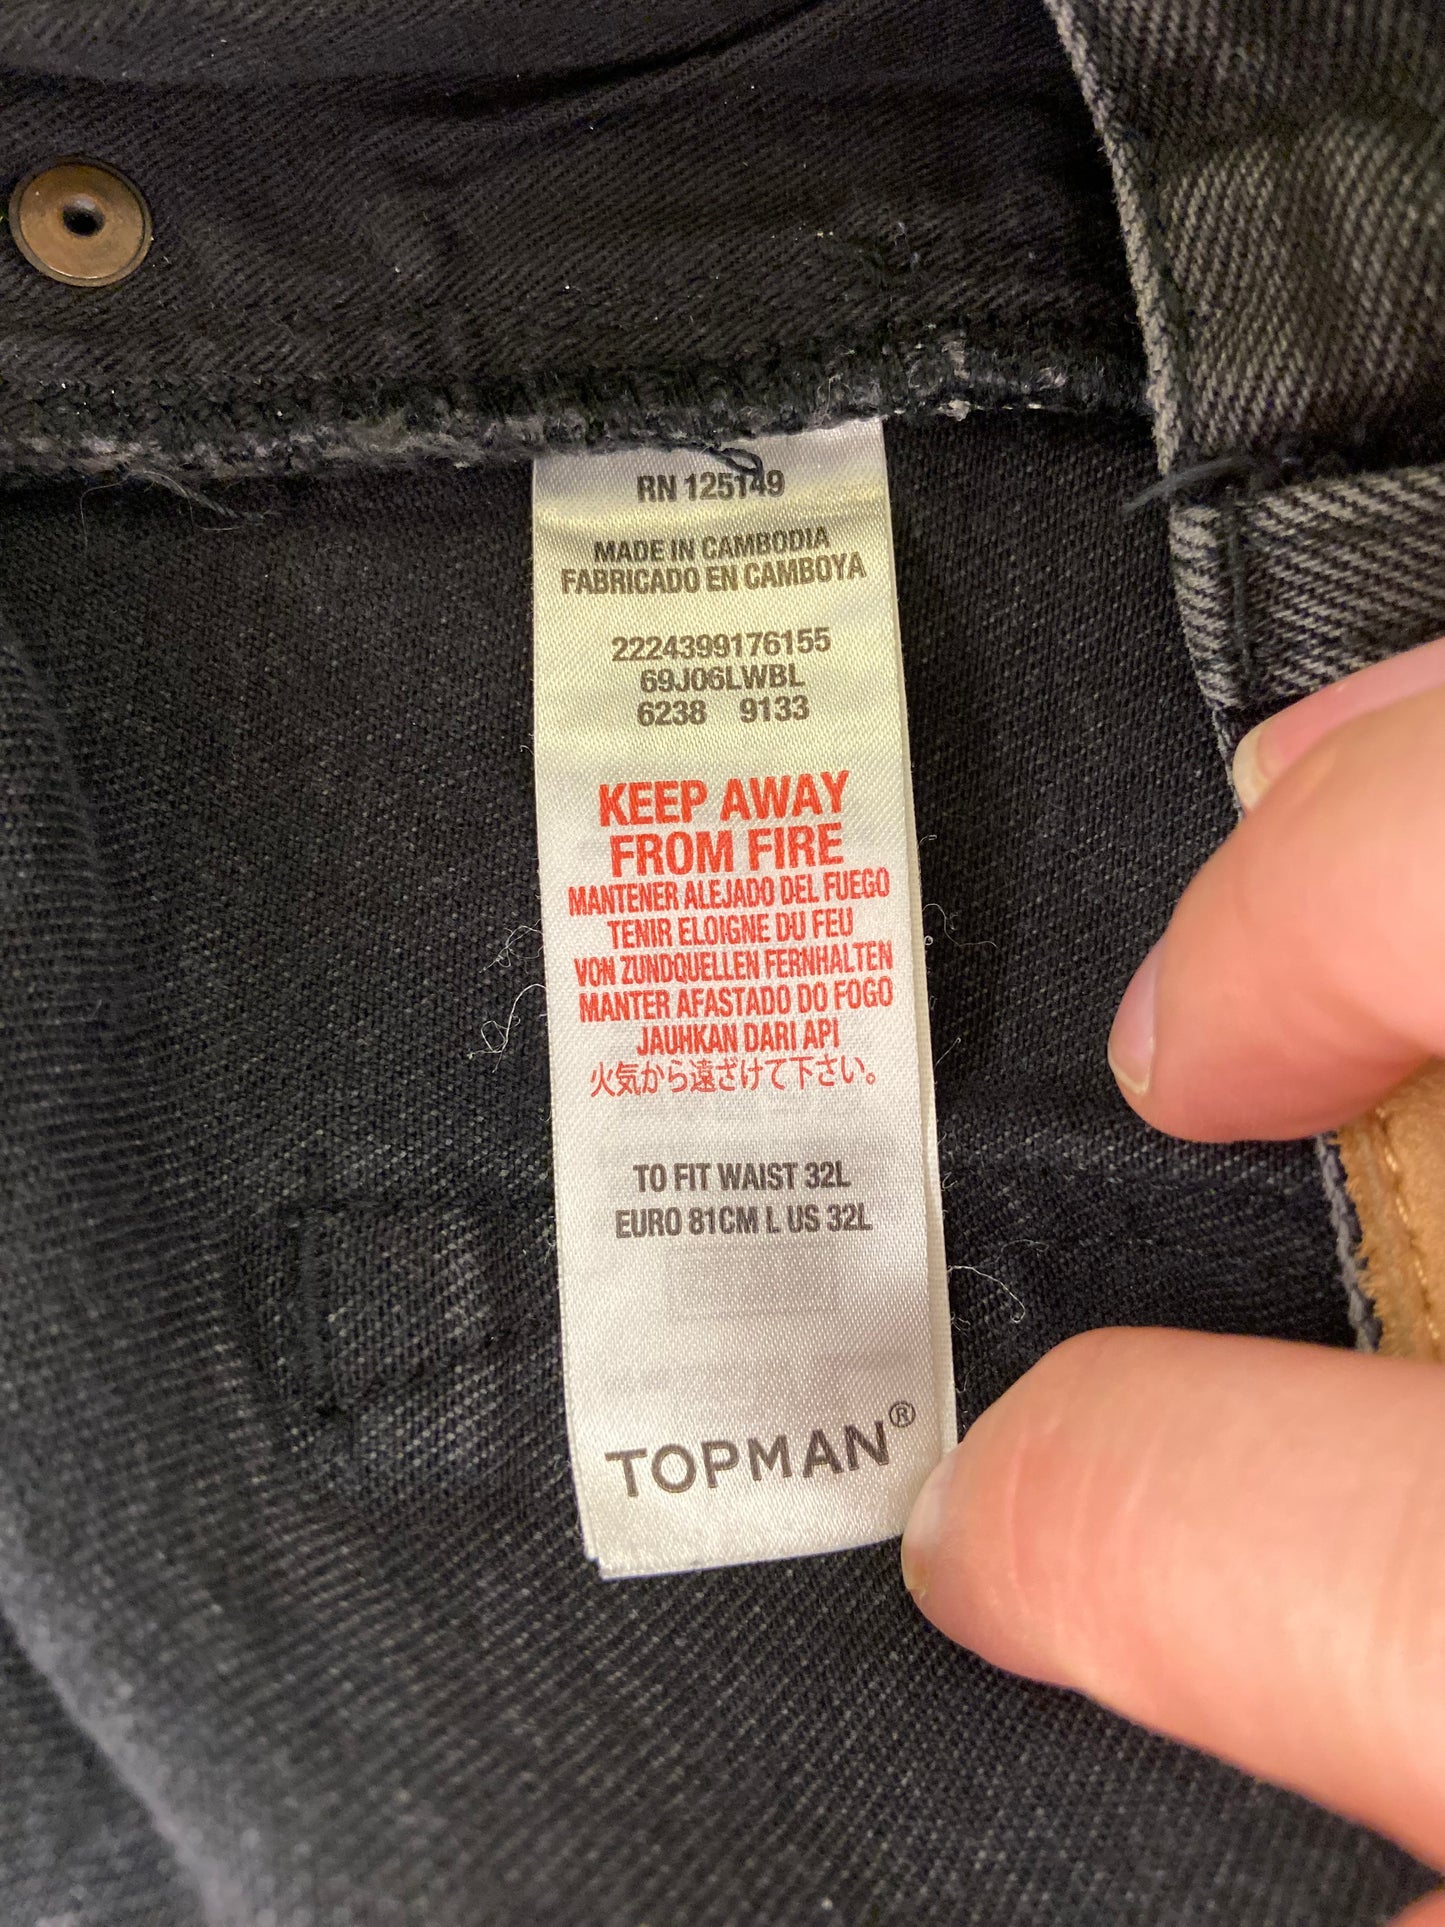 RN 125149
MADE IN CAMBODIA
FABRICADO EN CAMBOYA
2224399176155
69J06LWBL
6238 9133
KEEP AWAY
FROM FIRE
MANTENER ALEJADO DEL FUEGO
TENIR ELOIGNE DU FEU
VON ZUNDQUELLEN FERNHALTEN
MANTER AFASTADO DO FOGO
JAUHKAN DARI API
火気から遠ざけて下さい。
TO FIT WAIST 32L
EURO 81CM L US 32L
TOPMAN®